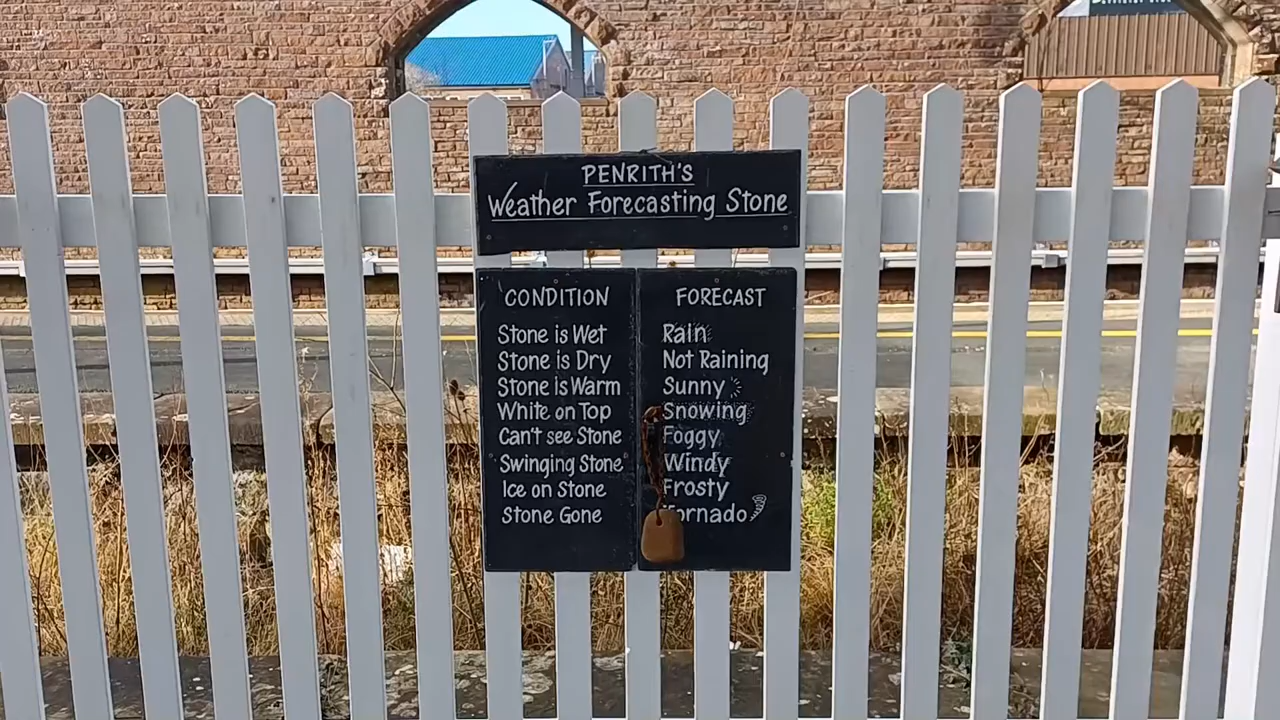 PENRITH'S
Weather Forecasting Stone
CONDITION FORECAST
Stone is Wet Rain
Stone is Dry Not Raining
Stone is Warm Sunny
White on Top Snowing
Can't see Stone Foggy
Swinging Stone Windy
Ice on Stone Frosty
Stone Gone Tornado